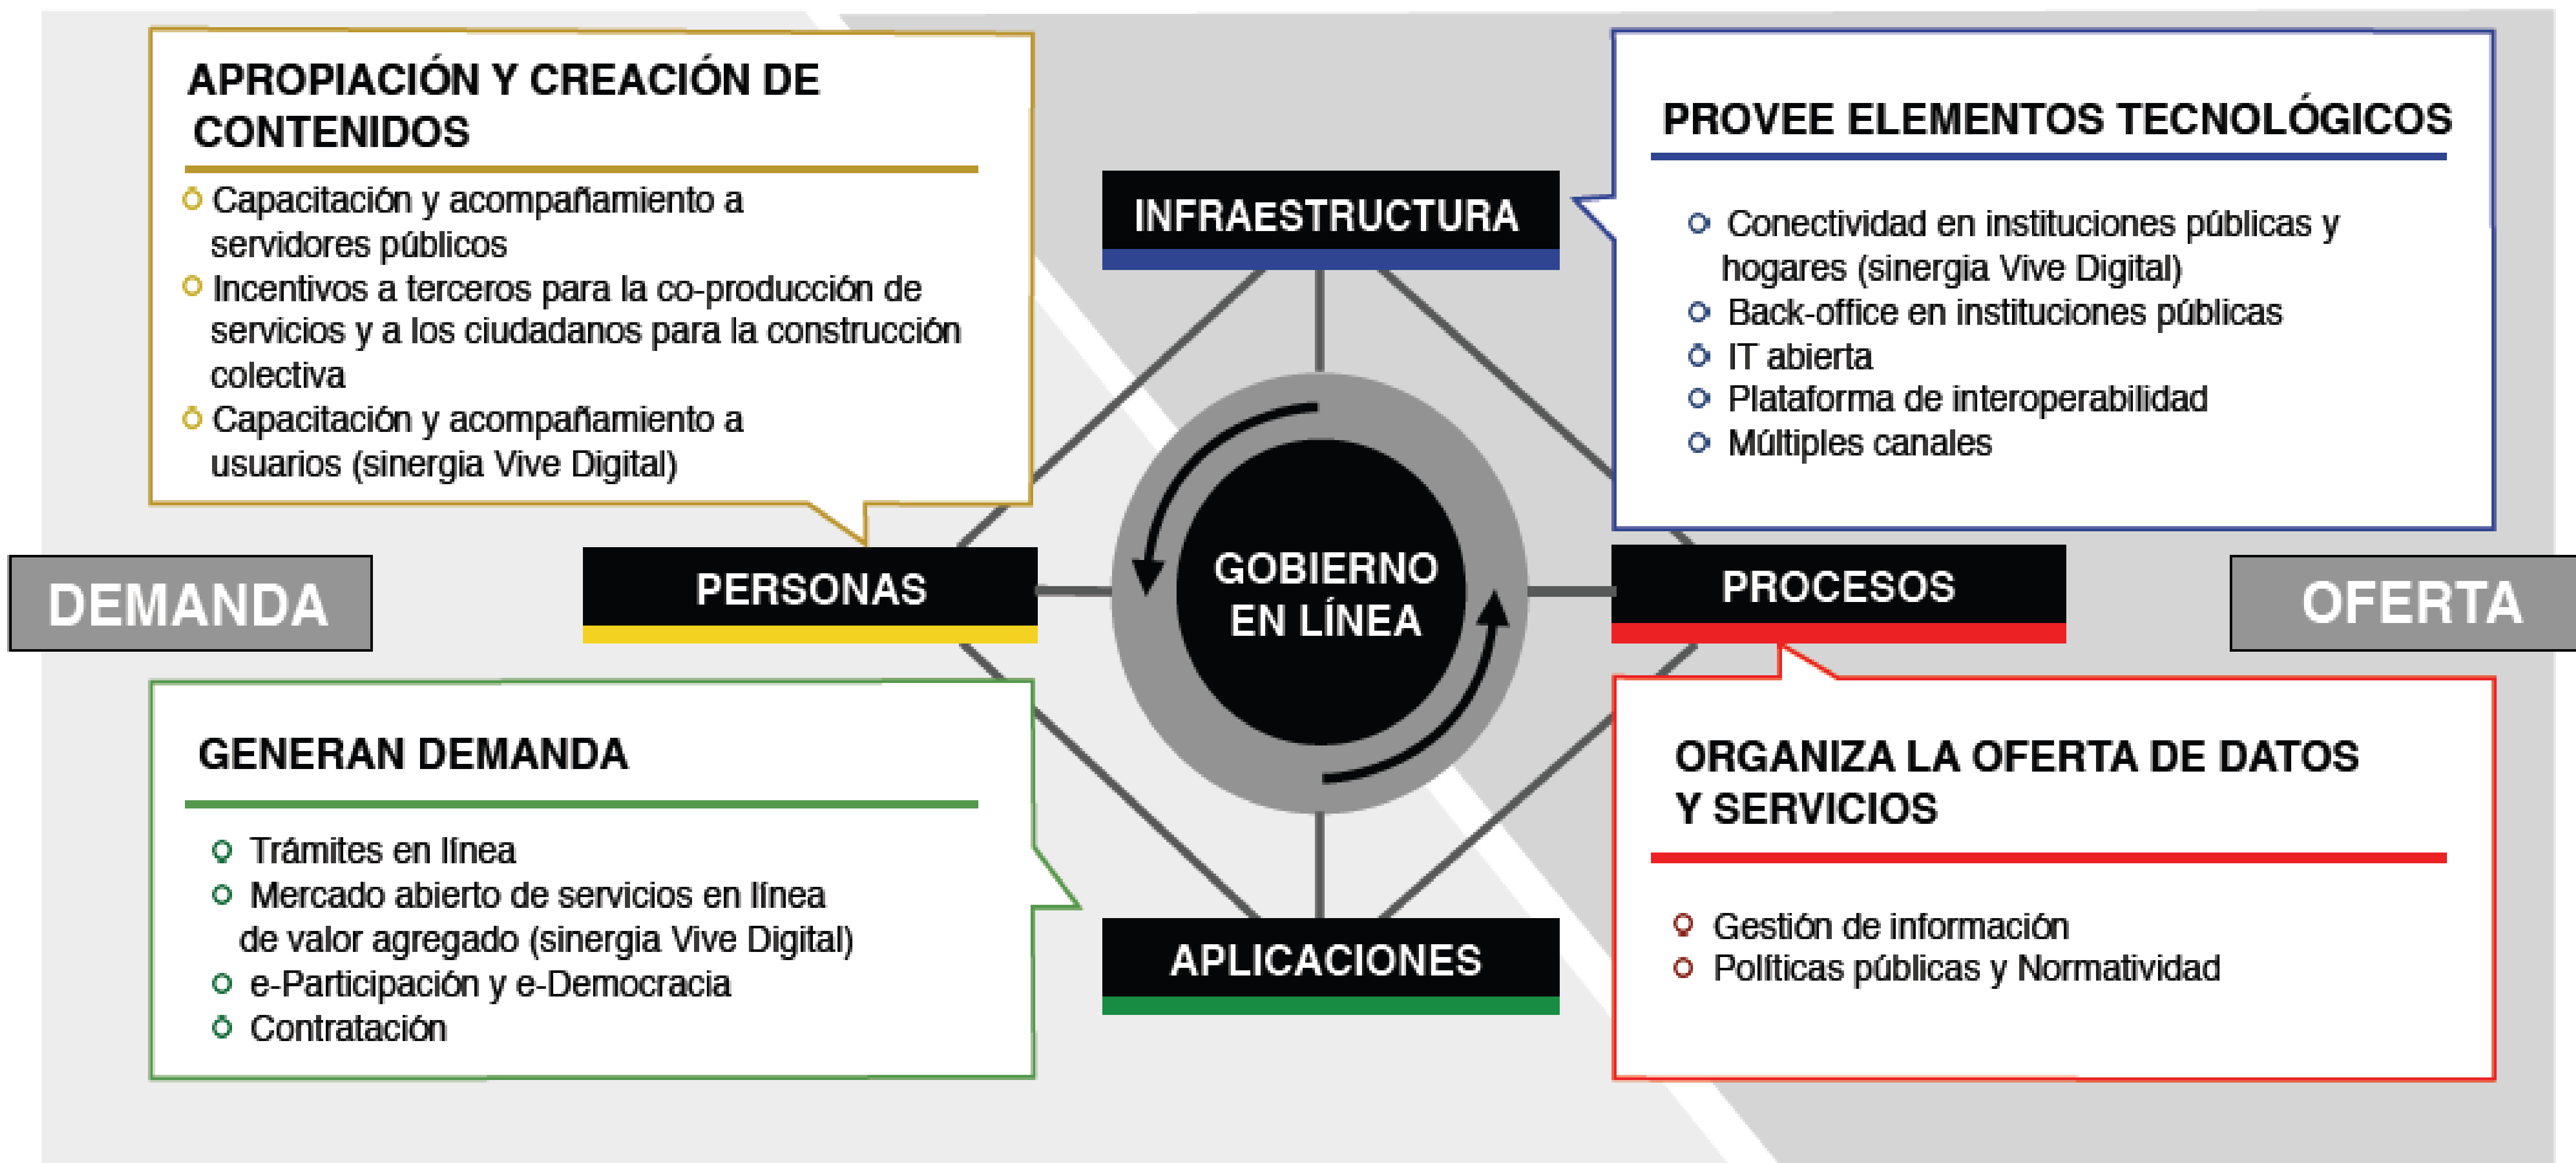 APROPIACIÓN Y CREACIÓN DE
CONTENIDOS
Capacitación y acompañamiento a
servidores públicos
Incentivos a terceros para la co-producción de
servicios y a los ciudadanos para la construcción
colectiva
Capacitación y acompañamiento a
usuarios (sinergia Vive Digital)
INFRAESTRUCTURA
PROVEE ELEMENTOS TECNOLÓGICOS
Conectividad en instituciones públicas y
hogares (sinergia Vive Digital)
Back-office en instituciones públicas
IT abierta
Plataforma de interoperabilidad
Múltiples canales
DEMANDA
PERSONAS
GOBIERNO
EN LÍNEA
PROCESOS
OFERTA
GENERAN DEMANDA
Trámites en línea
Mercado abierto de servicios en línea
de valor agregado (sinergia Vive Digital)
e-Participación y e-Democracia
Contratación
APLICACIONES
ORGANIZA LA OFERTA DE DATOS
Y SERVICIOS
Gestión de información
Políticas públicas y Normatividad